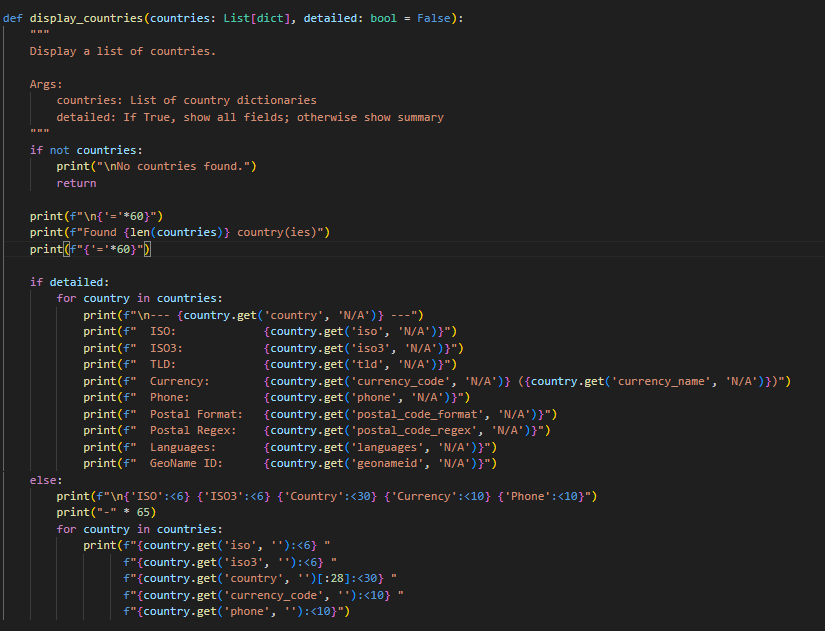 def display_countries(countries: List[dict], detailed: bool = False):
    """
    Display a list of countries.

    Args:
        countries: List of country dictionaries
        detailed: If True, show all fields; otherwise show summary
    """
    if not countries:
        print("\nNo countries found.")
        return

    print(f"\n{'='*60}")
    print(f"Found {len(countries)} country(ies)")
    print(f"{'='*60}")

    if detailed:
        for country in countries:
            print(f"\n--- {country.get('country', 'N/A')} ---")
            print(f"  ISO:             {country.get('iso', 'N/A')}")
            print(f"  ISO3:            {country.get('iso3', 'N/A')}")
            print(f"  TLD:             {country.get('tld', 'N/A')}")
            print(f"  Currency:        {country.get('currency_code', 'N/A')} ({country.get('currency_name', 'N/A')})")
            print(f"  Phone:           {country.get('phone', 'N/A')}")
            print(f"  Postal Format:   {country.get('postal_code_format', 'N/A')}")
            print(f"  Postal Regex:    {country.get('postal_code_regex', 'N/A')}")
            print(f"  Languages:       {country.get('languages', 'N/A')}")
            print(f"  GeoName ID:      {country.get('geonameid', 'N/A')}")
    else:
        print(f"\n{'ISO':<6} {'ISO3':<6} {'Country':<30} {'Currency':<10} {'Phone':<10}")
        print("-" * 65)
        for country in countries:
            print(f"{country.get('iso', ''):<6} "
                  f"{country.get('iso3', ''):<6} "
                  f"{country.get('country', '')[:28]:<30} "
                  f"{country.get('currency_code', ''):<10} "
                  f"{country.get('phone', ''):<10}")